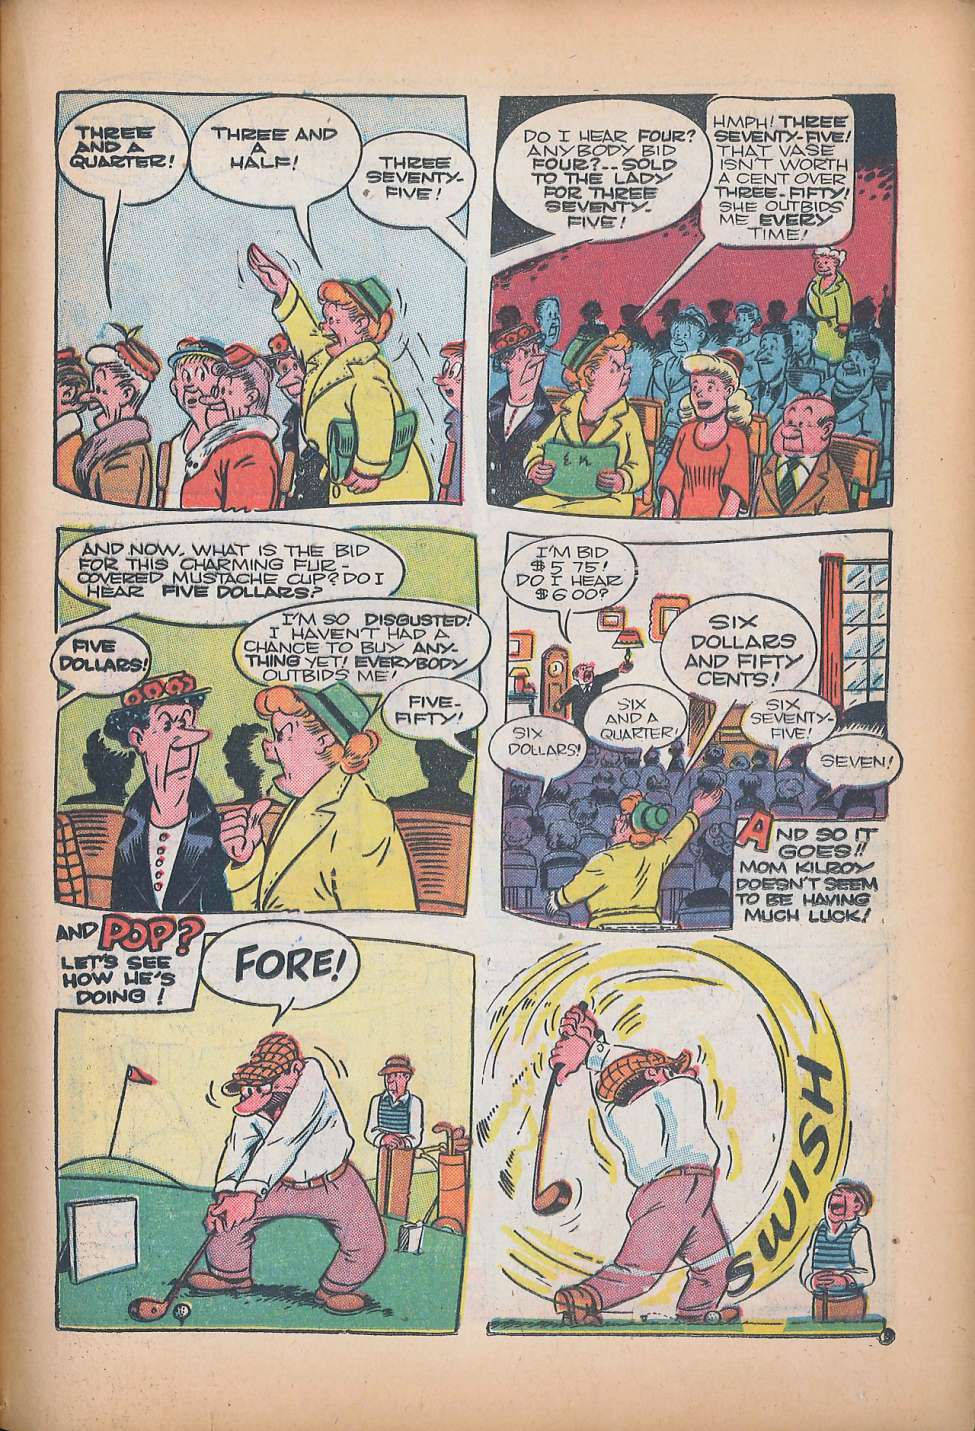 THREE
AND A
QUARTER!
THREE AND
A
HALF!
THREE
SEVENTY-
FIVE!
DO I HEAR FOUR?
ANYBODY BID
FOUR?--SOLD
TO THE LADY
FOR THREE
SEVENTY-
FIVE!
HMPH! THREE
SEVENTY-FIVE!
THAT VASE
ISN'T WORTH
A CENT OVER
THREE-FIFTY!
SHE OUTBIDS
ME EVERY
TIME!
AND NOW, WHAT IS THE BID
FOR THIS CHARMING FUR-
COVERED MUSTACHE CUP? DO I
HEAR FIVE DOLLARS?
FIVE
DOLLARS!
I'M SO DISGUSTED!
I HAVEN'T HAD A
CHANCE TO BUY ANY-
THING YET! EVERYBODY
OUTBIDS ME!
FIVE-
FIFTY!
I'M BID
$5 75!
DO I HEAR
$6 00?
SIX
DOLLARS
AND FIFTY
CENTS!
SIX
DOLLARS!
SIX
AND A
QUARTER!
SIX
SEVENTY-
FIVE!
SEVEN!
AND SO IT
GOES!!
MOM KILROY
DOESN'T SEEM
TO BE HAVING
MUCH LUCK!
AND POP?
LET'S SEE
HOW HE'S
DOING!
FORE!
SWISH